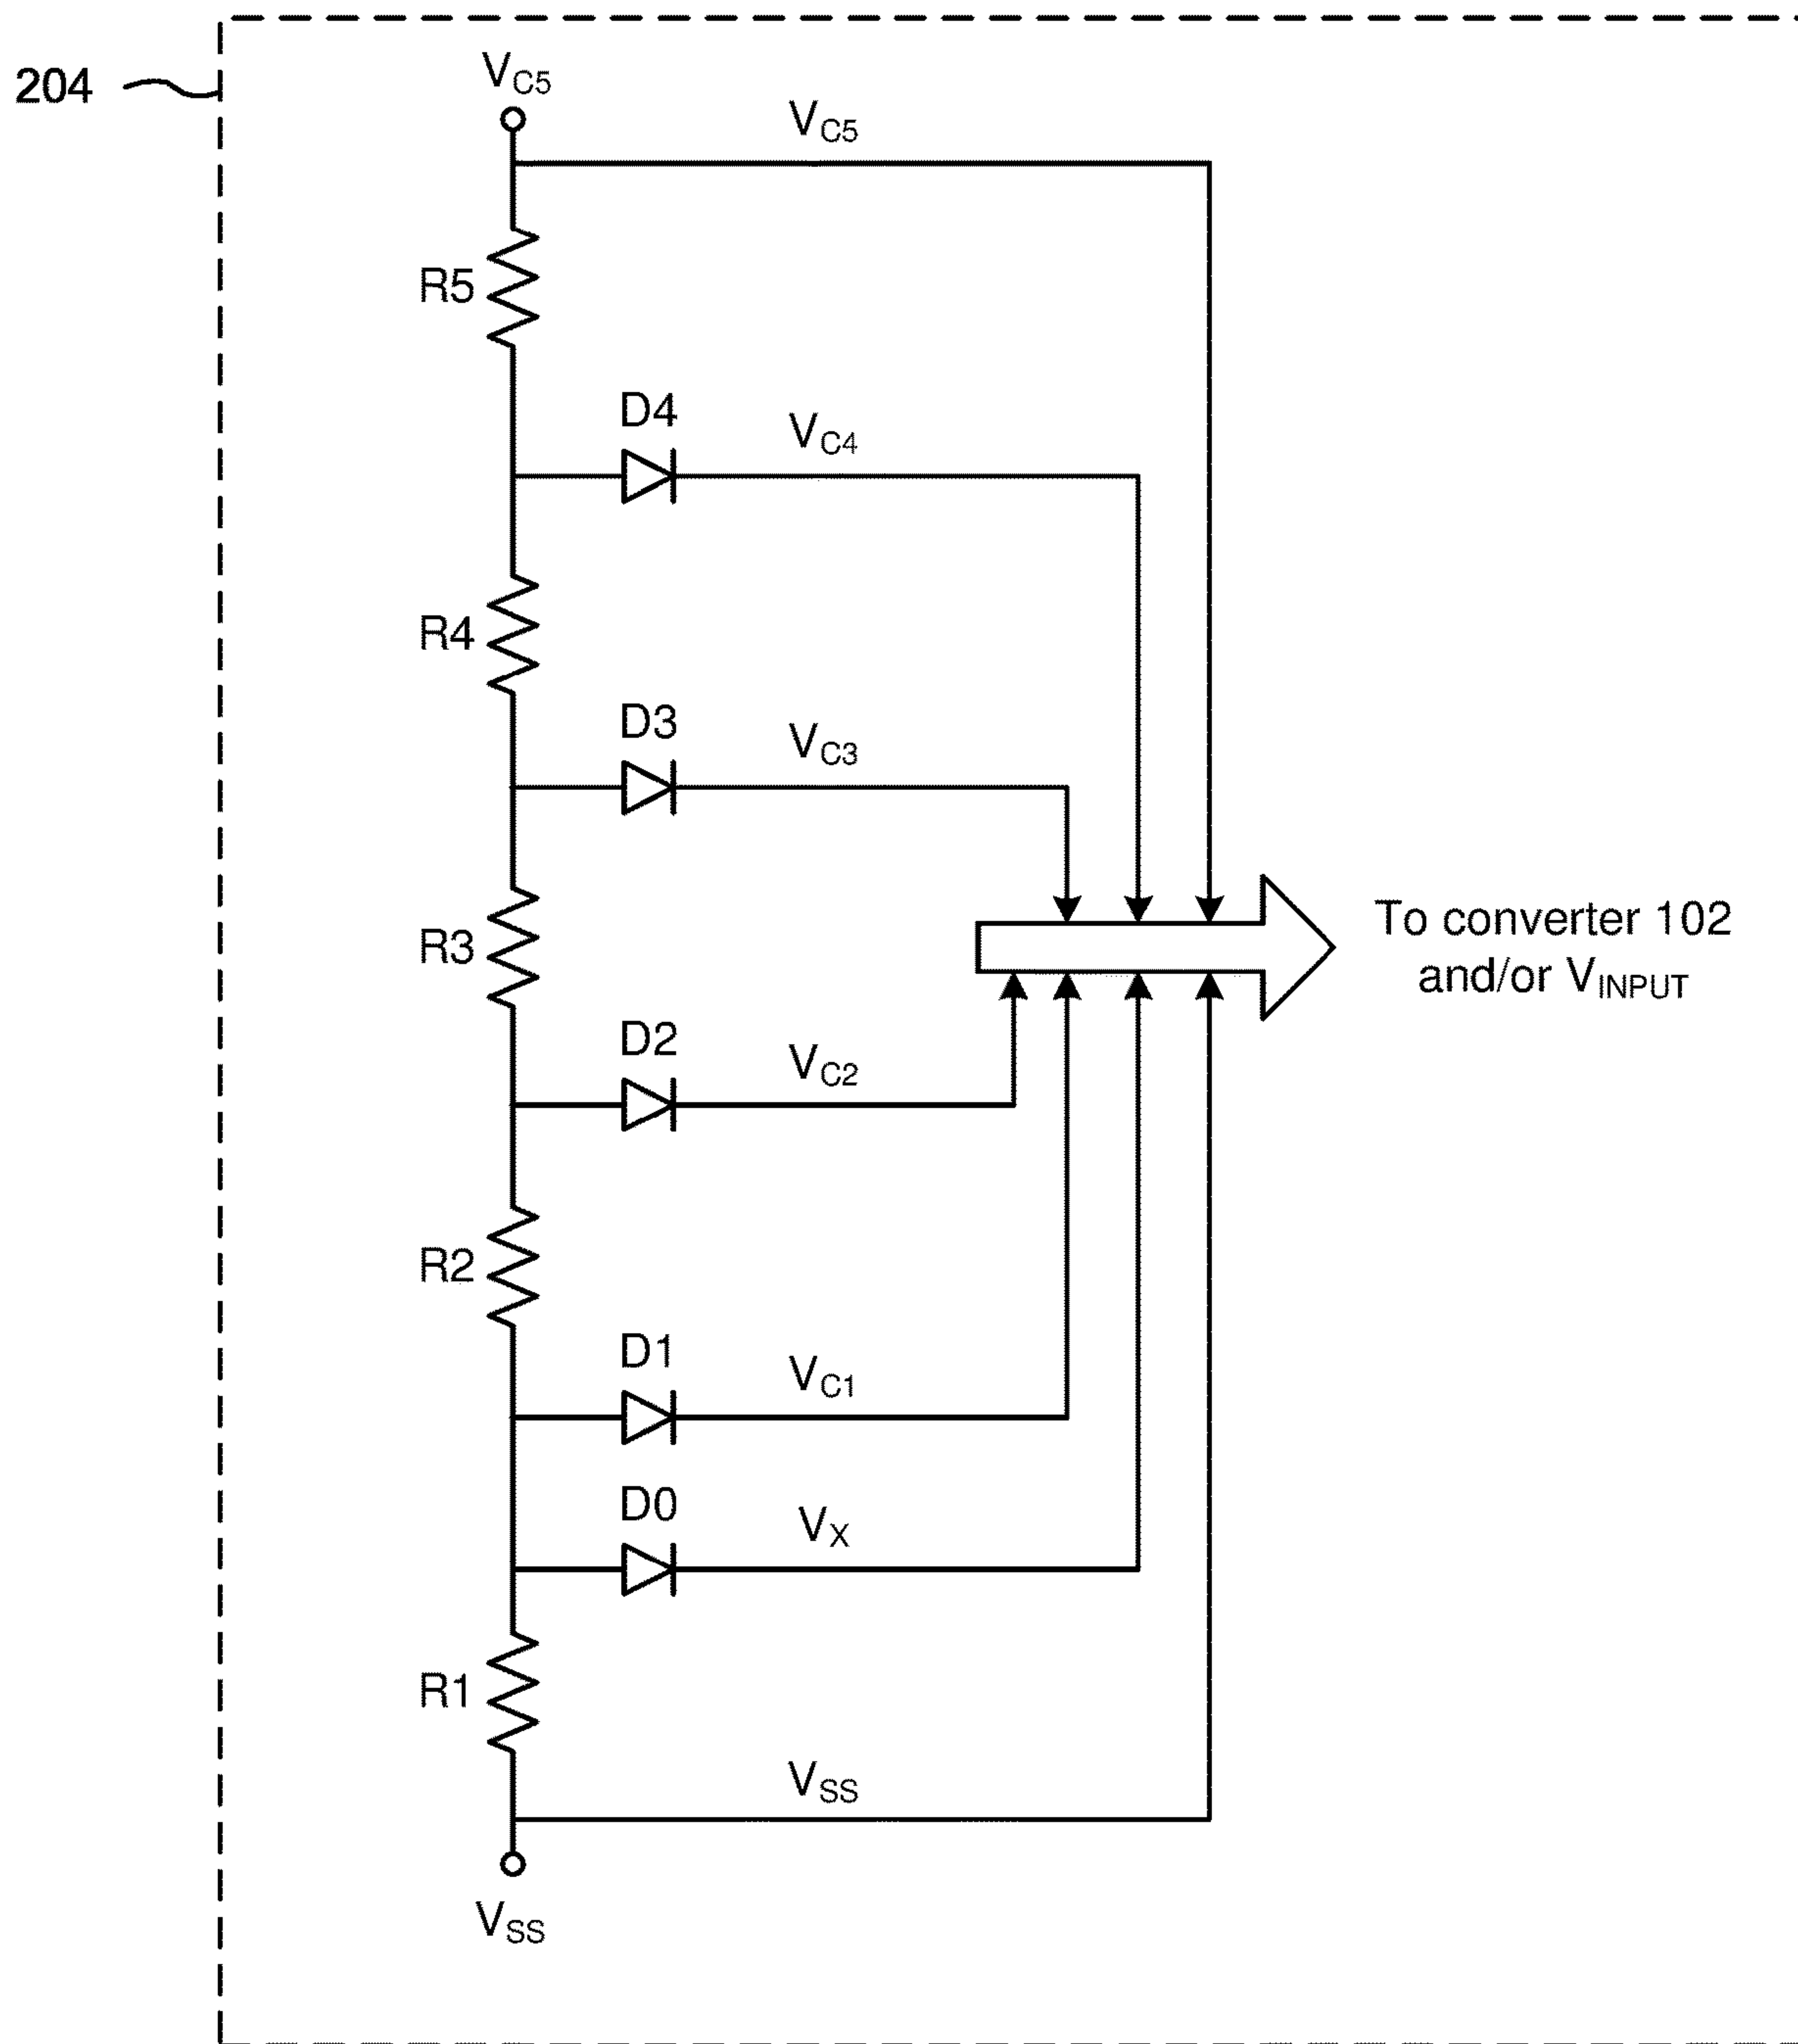 204
VC5
VC5
R5
D4
VC4
R4
D3
VC3
R3
To converter 102
and/or VINPUT
D2
VC2
R2
D1
VC1
D0
VX
R1
VSS
VSS